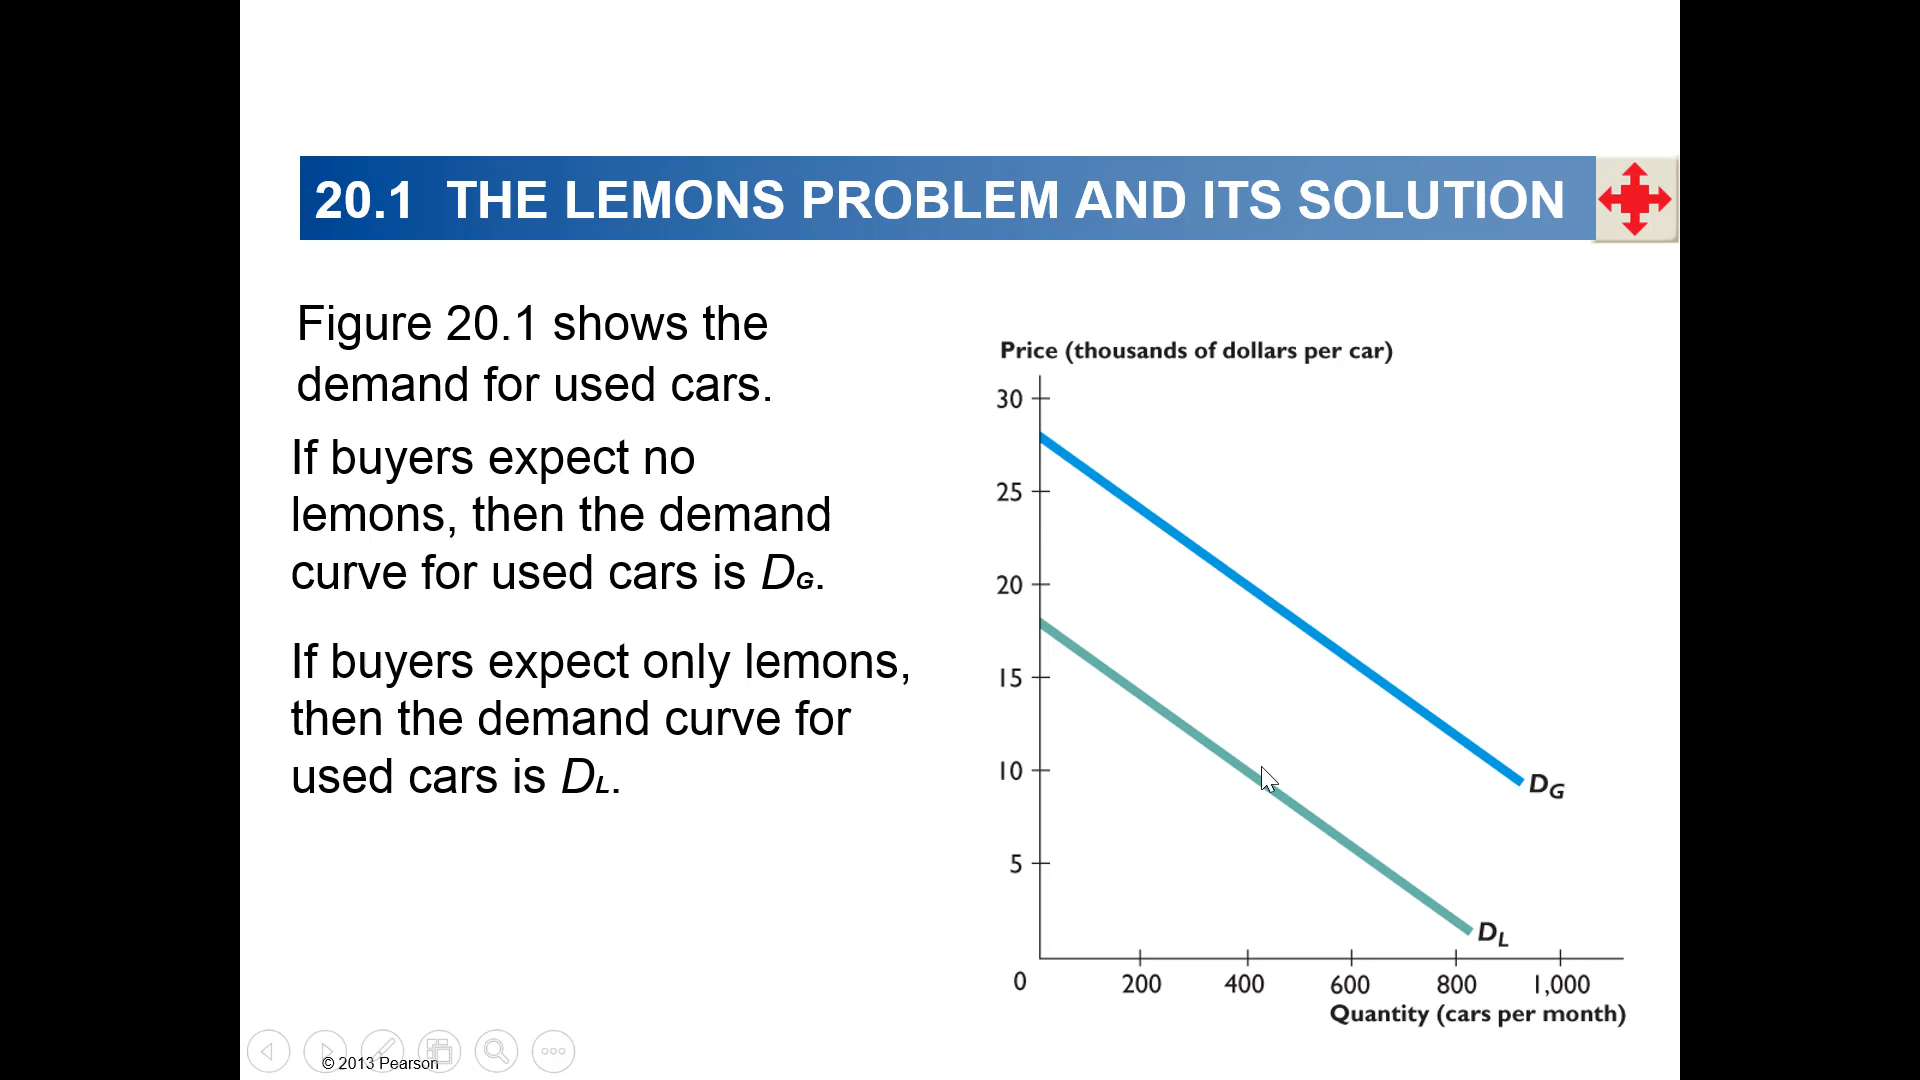 20.1 THE LEMONS PROBLEM AND ITS SOLUTION
Figure 20.1 shows the
demand for used cars.
If buyers expect no
lemons, then the demand
curve for used cars is DG.
If buyers expect only lemons,
then the demand curve for
used cars is DL.
Price (thousands of dollars per car)
30
25
20
15
10
5
0
DG
DL
200 400 600 800 1,000
Quantity (cars per month)
© 2013 Pearson